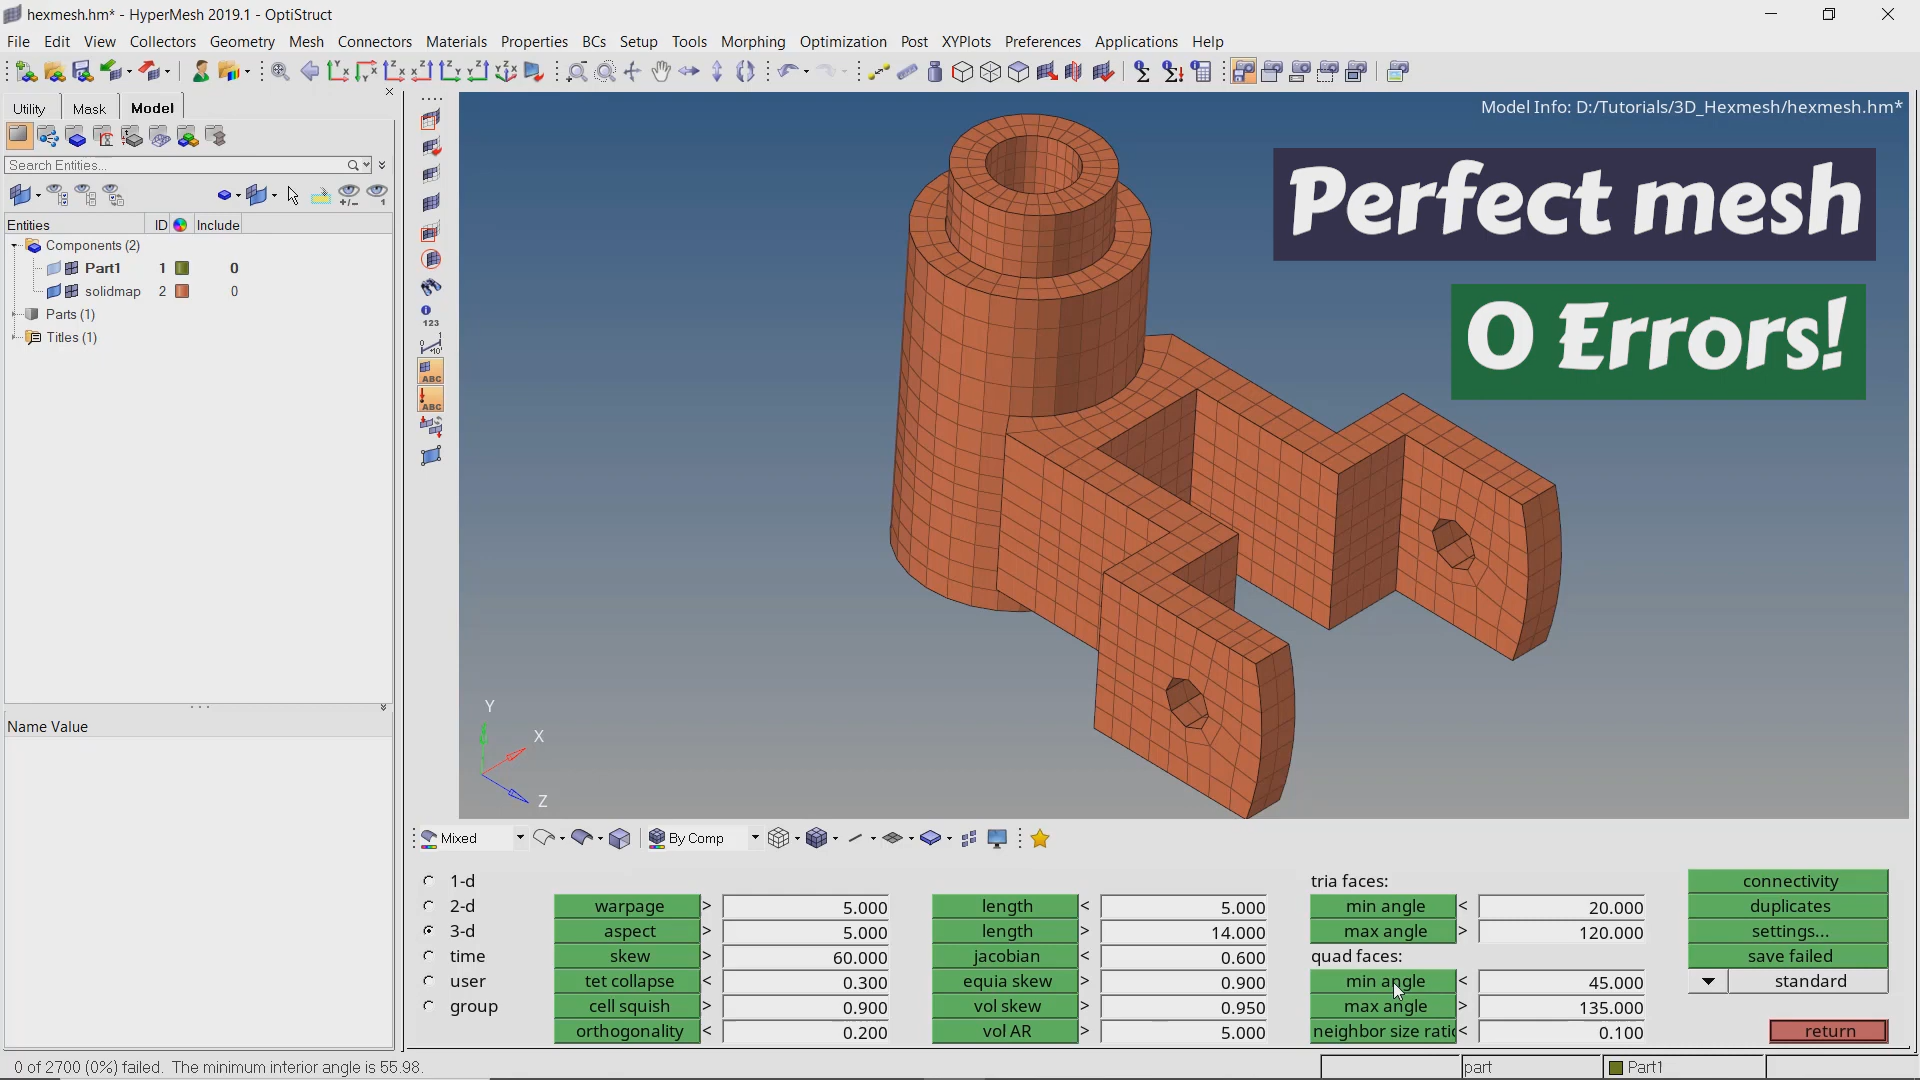 hexmesh.hm* - HyperMesh 2019.1 - OptiStruct
File Edit View Collectors Geometry Mesh Connectors Materials Properties BCs Setup Tools Morphing Optimization Post XYPlots Preferences Applications Help
Utility Mask Model
Search Entities...
Entities ID Include
Components (2)
Part1 1 0
solidmap 2 0
Parts (1)
Titles (1)
Name Value
Model Info: D:/Tutorials/3D_Hexmesh/hexmesh.hm*
Perfect mesh
0 Errors!
Y
X
Z
Mixed By Comp
1-d
2-d
3-d
time
user
group
warpage > 5.000
aspect > 5.000
skew > 60.000
tet collapse < 0.300
cell squish > 0.900
orthogonality < 0.200
length < 5.000
length > 14.000
jacobian < 0.600
equia skew > 0.900
vol skew > 0.950
vol AR > 5.000
tria faces:
min angle < 20.000
max angle > 120.000
quad faces:
min angle < 45.000
max angle > 135.000
neighbor size ratio < 0.100
connectivity
duplicates
settings...
save failed
standard
return
0 of 2700 (0%) failed. The minimum interior angle is 55.98.
part
Part1